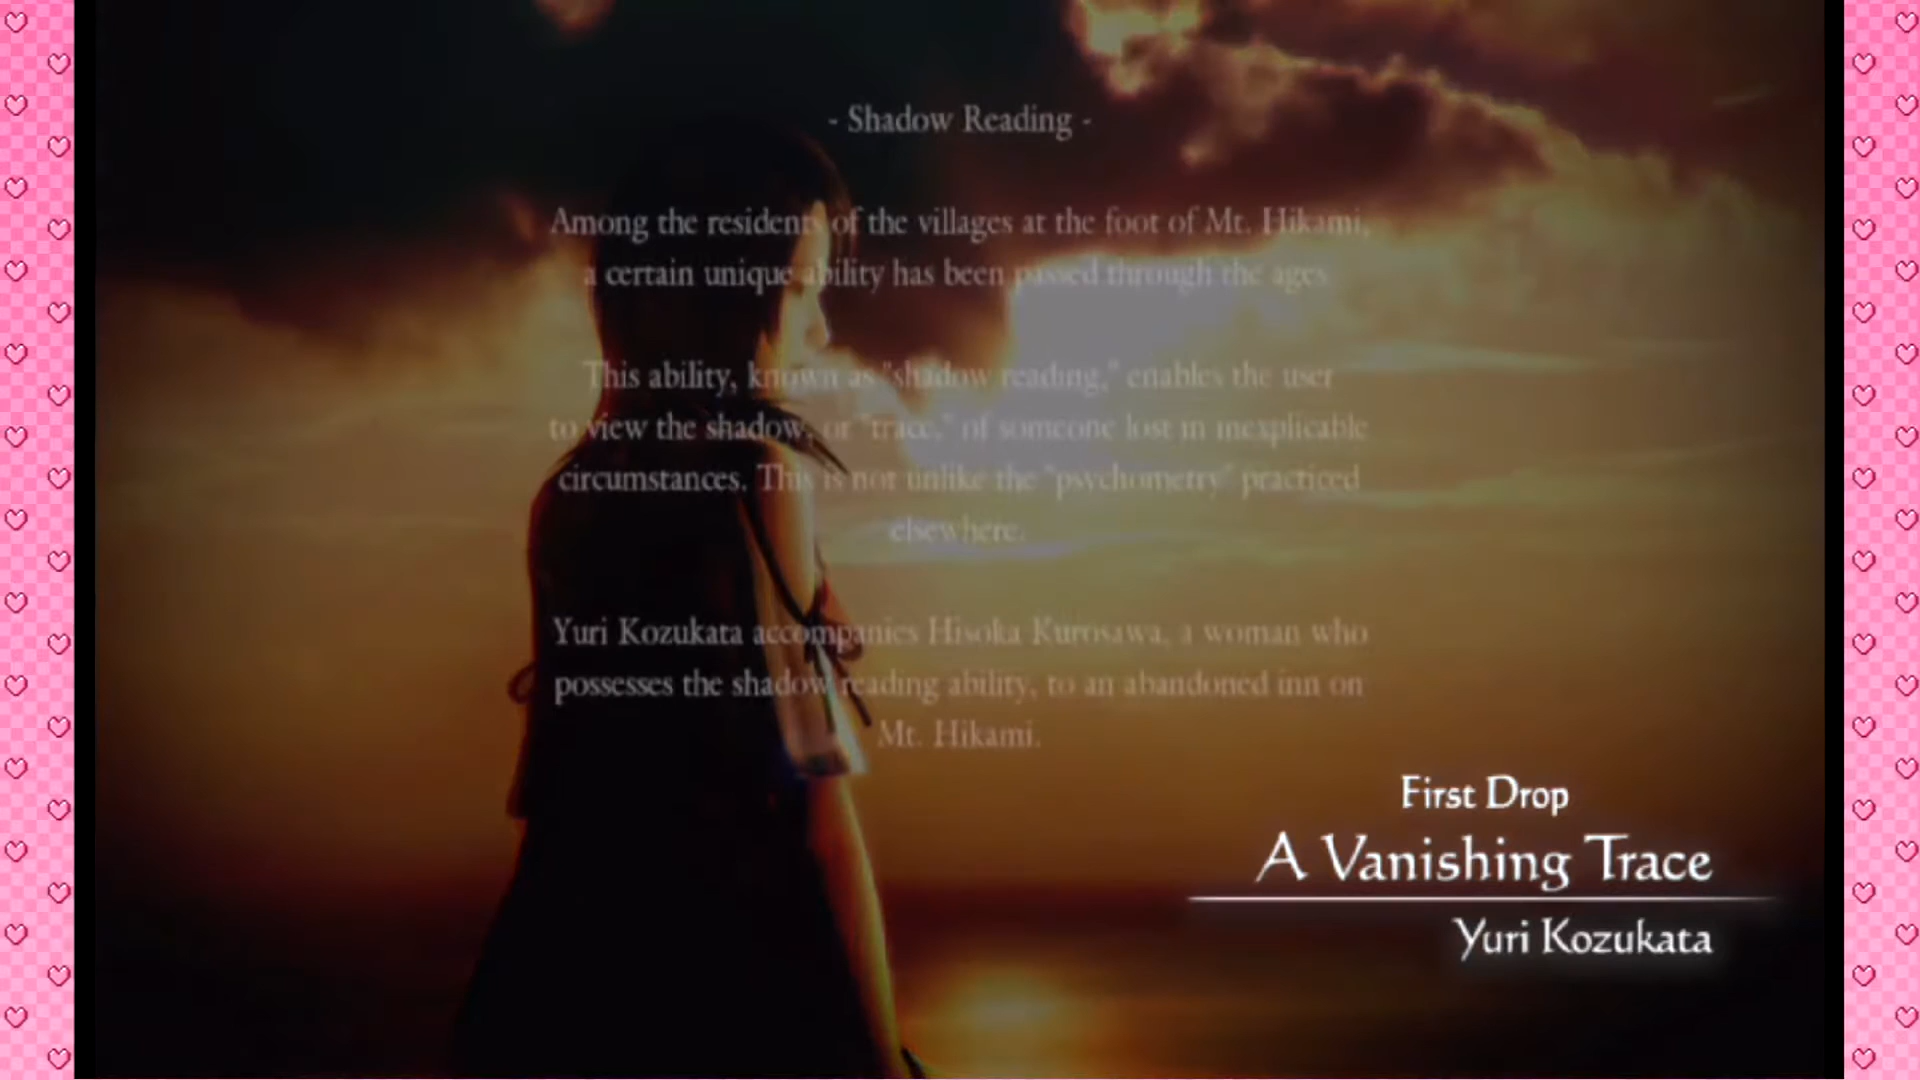 - Shadow Reading -
Among the residents of the villages at the foot of Mt. Hikami,
a certain unique ability has been passed through the ages.
This ability, known as "shadow reading," enables the user
to view the shadow, or "trace," of someone lost in inexplicable
circumstances. This is not unlike the "psychometry" practiced
elsewhere.
Yuri Kozukata accompanies Hisoka Kurosawa, a woman who
possesses the shadow reading ability, to an abandoned inn on
Mt. Hikami.
First Drop
A Vanishing Trace
Yuri Kozukata